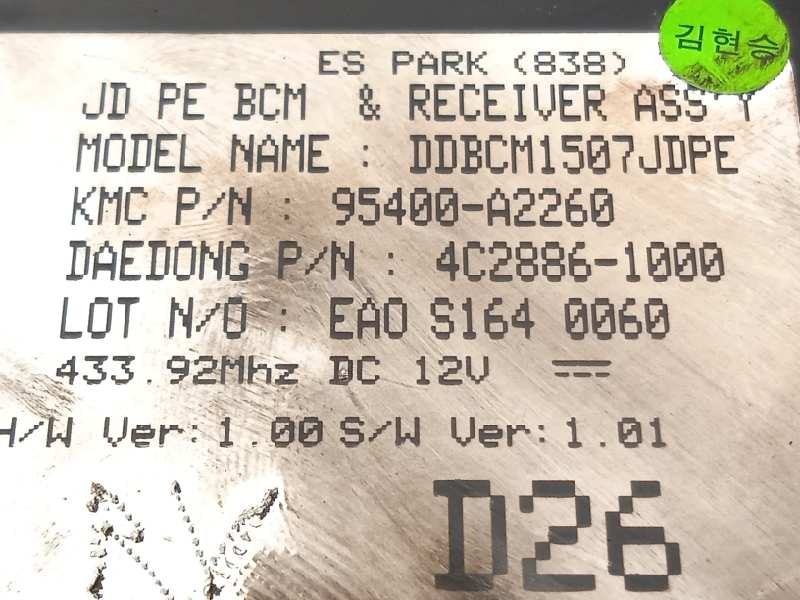 김현승
ES PARK (838)
JD PE BCM & RECEIVER ASS'Y
MODEL NAME : DDBCM1507JDPE
KMC P/N : 95400-A2260
DAEDONG P/N : 4C2886-1000
LOT N/O : EAO S164 0060
433.92Mhz DC 12V
H/W Ver: 1.00 S/W Ver: 1.01
D26